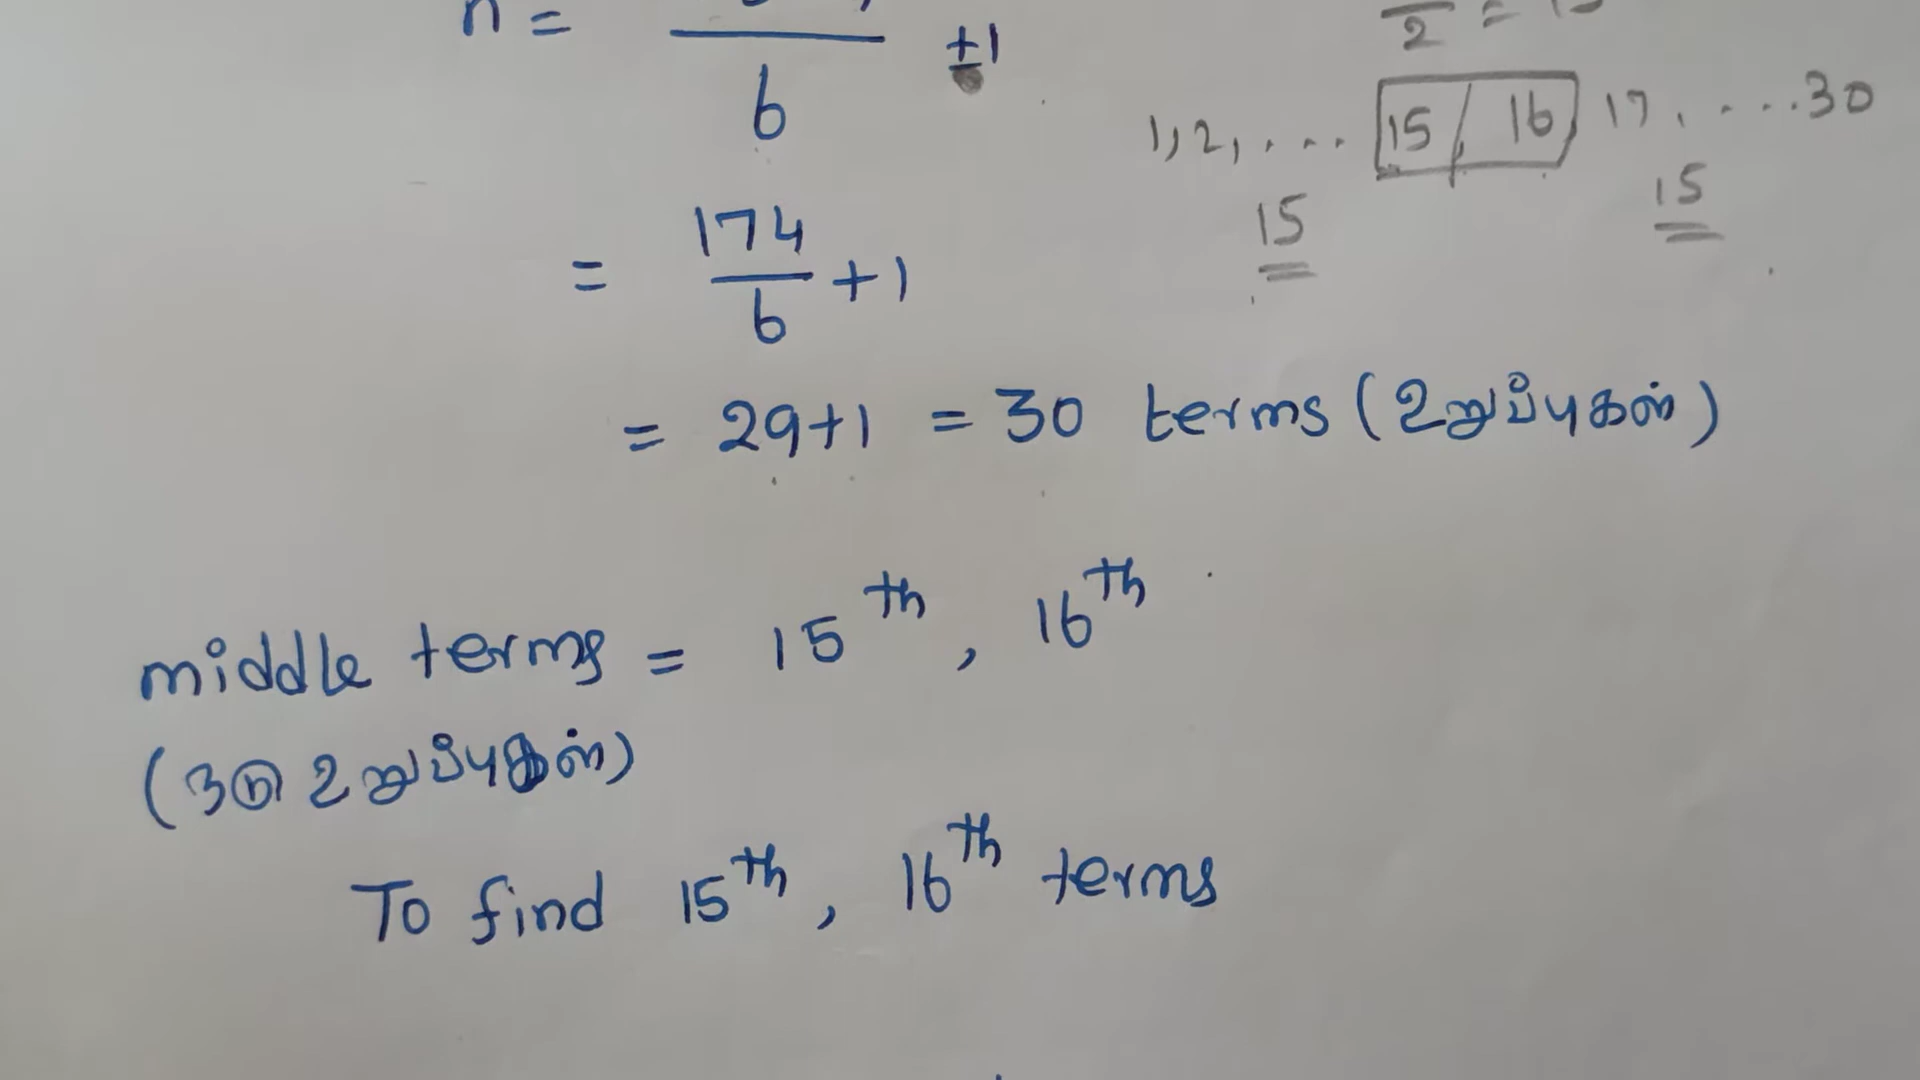 n = —— +1
6
1, 2, .... 15, 16, 17, ....30
15 15
= 174/6 + 1
= 29+1 = 30 terms (உறுப்புகள்)
middle terms = 15th, 16th
(நடு உறுப்புகள்)
To find 15th, 16th terms